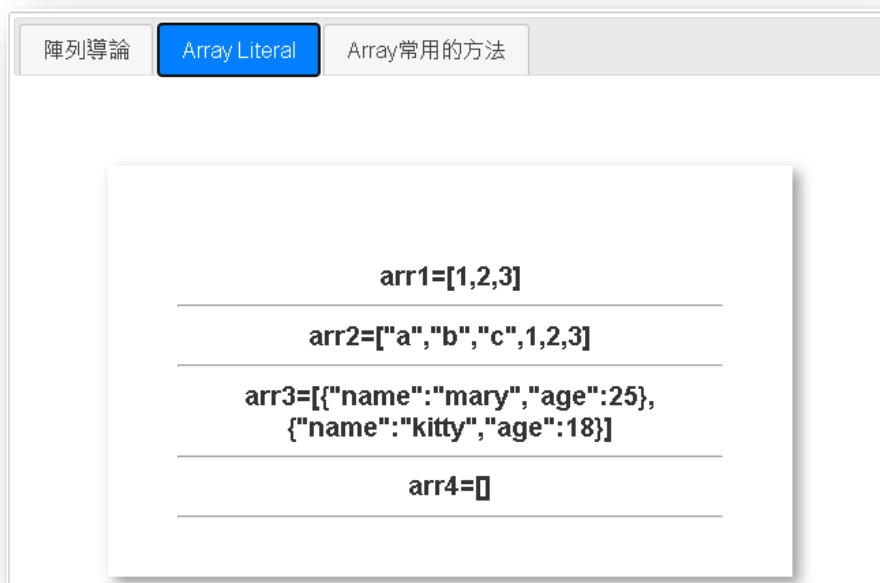 陣列導論
Array Literal
Array常用的方法
arr1=[1,2,3]
arr2=["a","b","c",1,2,3]
arr3=[{"name":"mary","age":25},
{"name":"kitty","age":18}]
arr4=[]